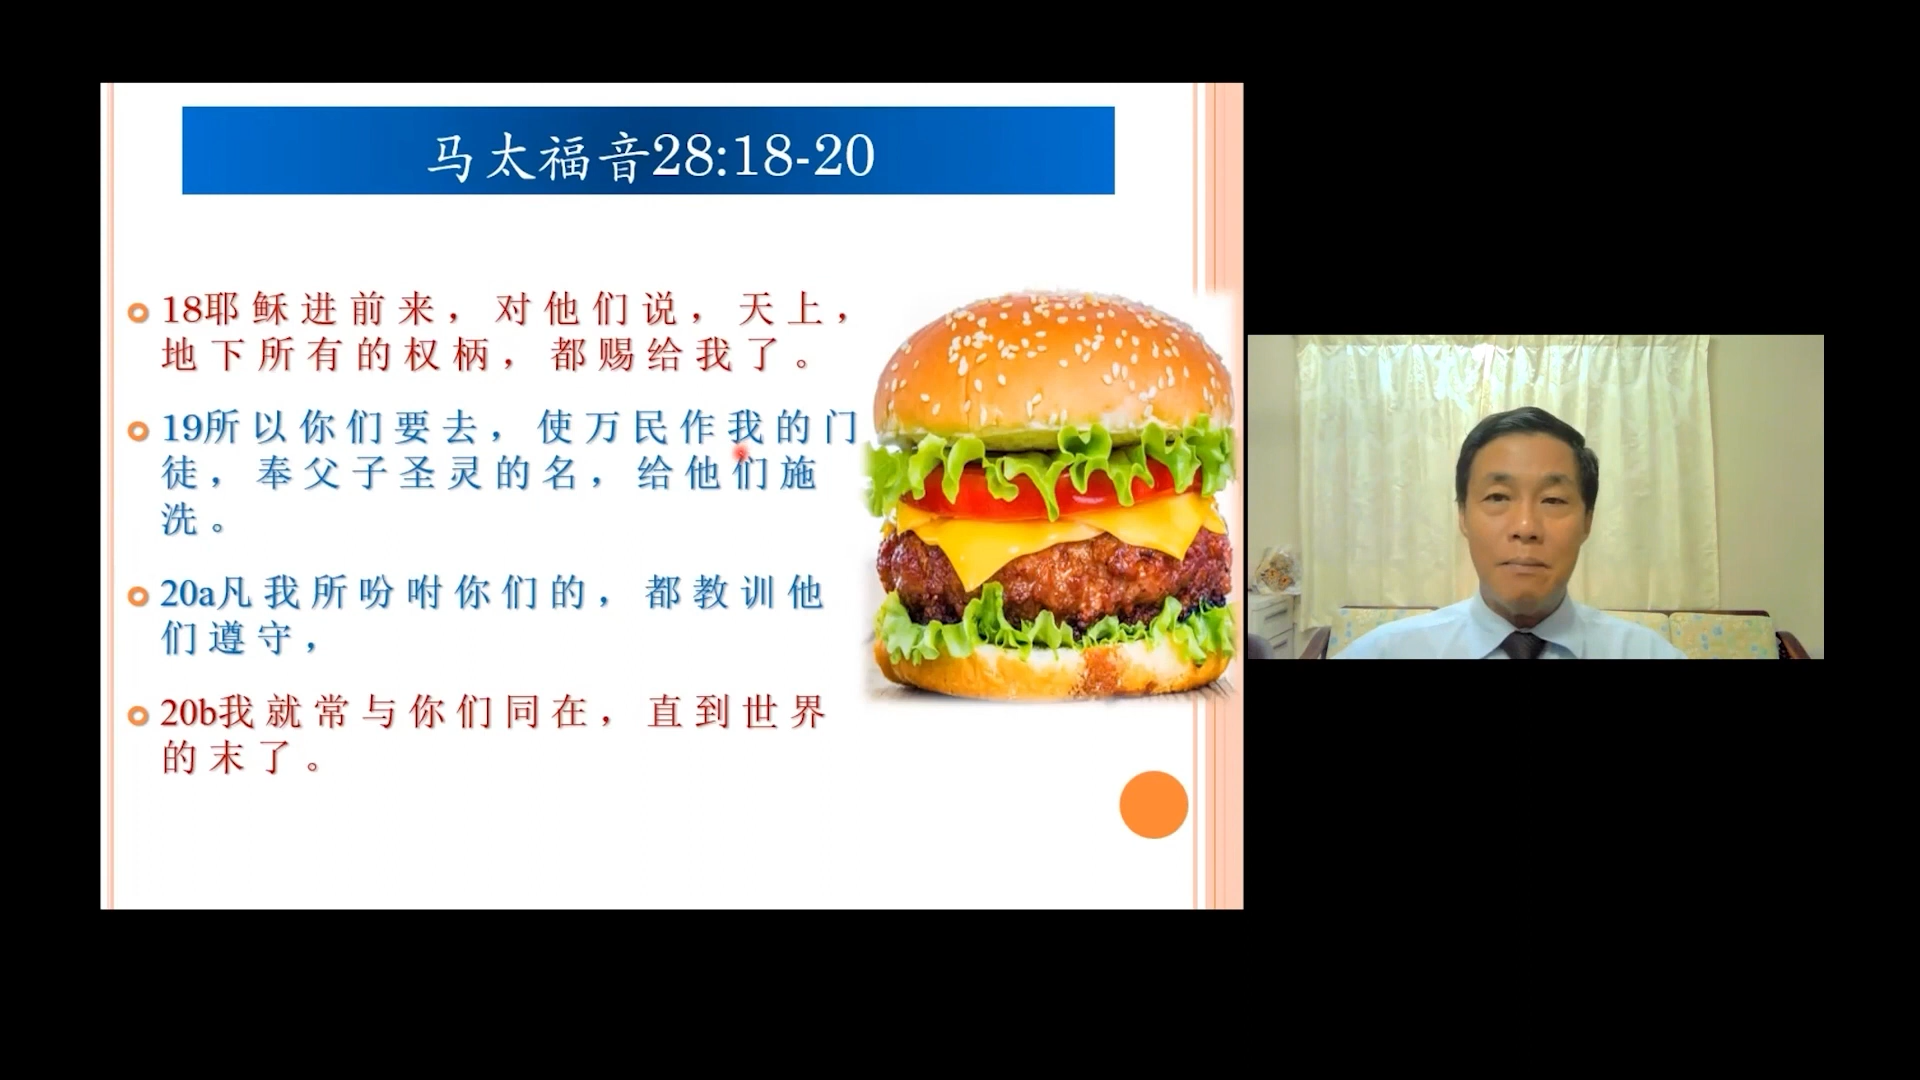 马太福音28:18-20
18耶稣进前来，对他们说，天上，
地下所有的权柄，都赐给我了。
19所以你们要去，使万民作我的门
徒，奉父子圣灵的名，给他们施
洗。
20a凡我所吩咐你们的，都教训他
们遵守，
20b我就常与你们同在，直到世界
的末了。